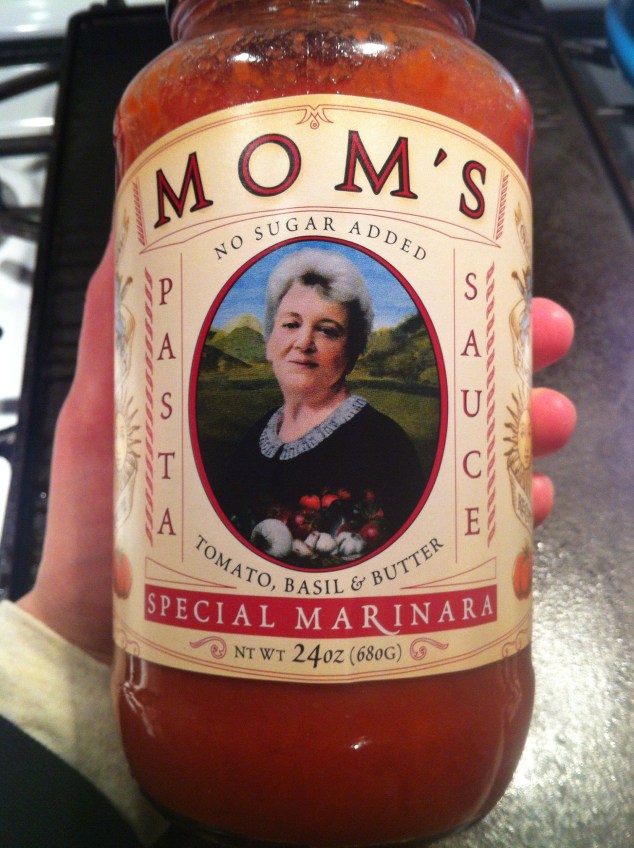 MOM'S
NO SUGAR ADDED
PASTA
SAUCE
TOMATO, BASIL & BUTTER
SPECIAL MARINARA
NT WT 24OZ (680G)